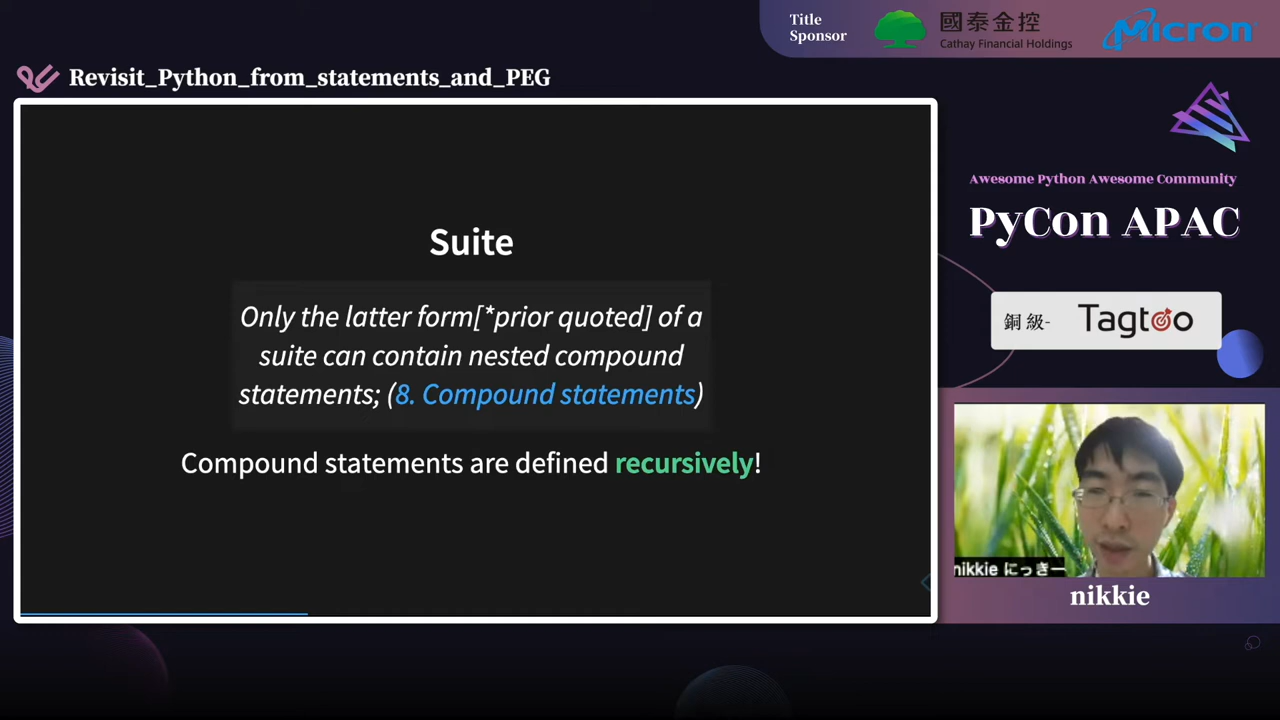 Title
Sponsor
國泰金控
Cathay Financial Holdings
Micron
Revisit_Python_from_statements_and_PEG
Suite
Only the latter form[*prior quoted] of a
suite can contain nested compound
statements; (8. Compound statements)
Compound statements are defined recursively!
Awesome Python Awesome Community
PyCon APAC
銅級-
Tagtoo
nikkie にっきー
nikkie